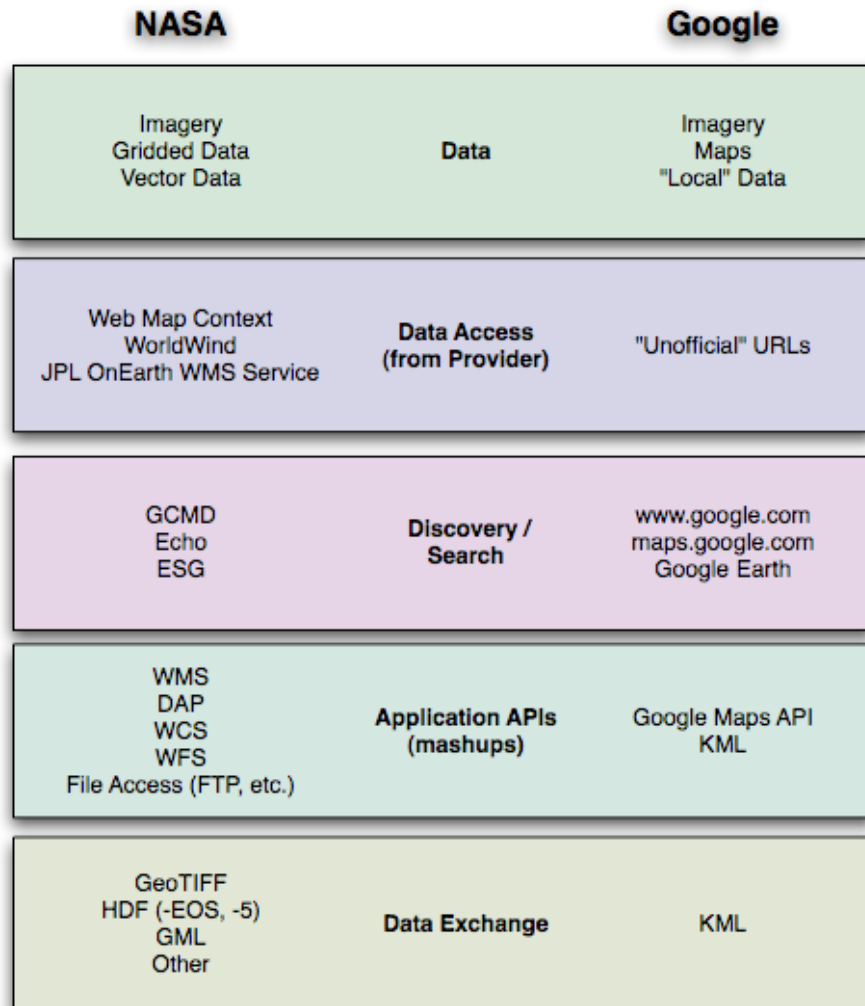 NASA
Google
Imagery
Gridded Data
Vector Data
Data
Imagery
Maps
"Local" Data
Web Map Context
WorldWind
JPL OnEarth WMS Service
Data Access
(from Provider)
"Unofficial" URLs
GCMD
Echo
ESG
Discovery /
Search
www.google.com
maps.google.com
Google Earth
WMS
DAP
WCS
WFS
File Access (FTP, etc.)
Application APIs
(mashups)
Google Maps API
KML
GeoTIFF
HDF (-EOS, -5)
GML
Other
Data Exchange
KML